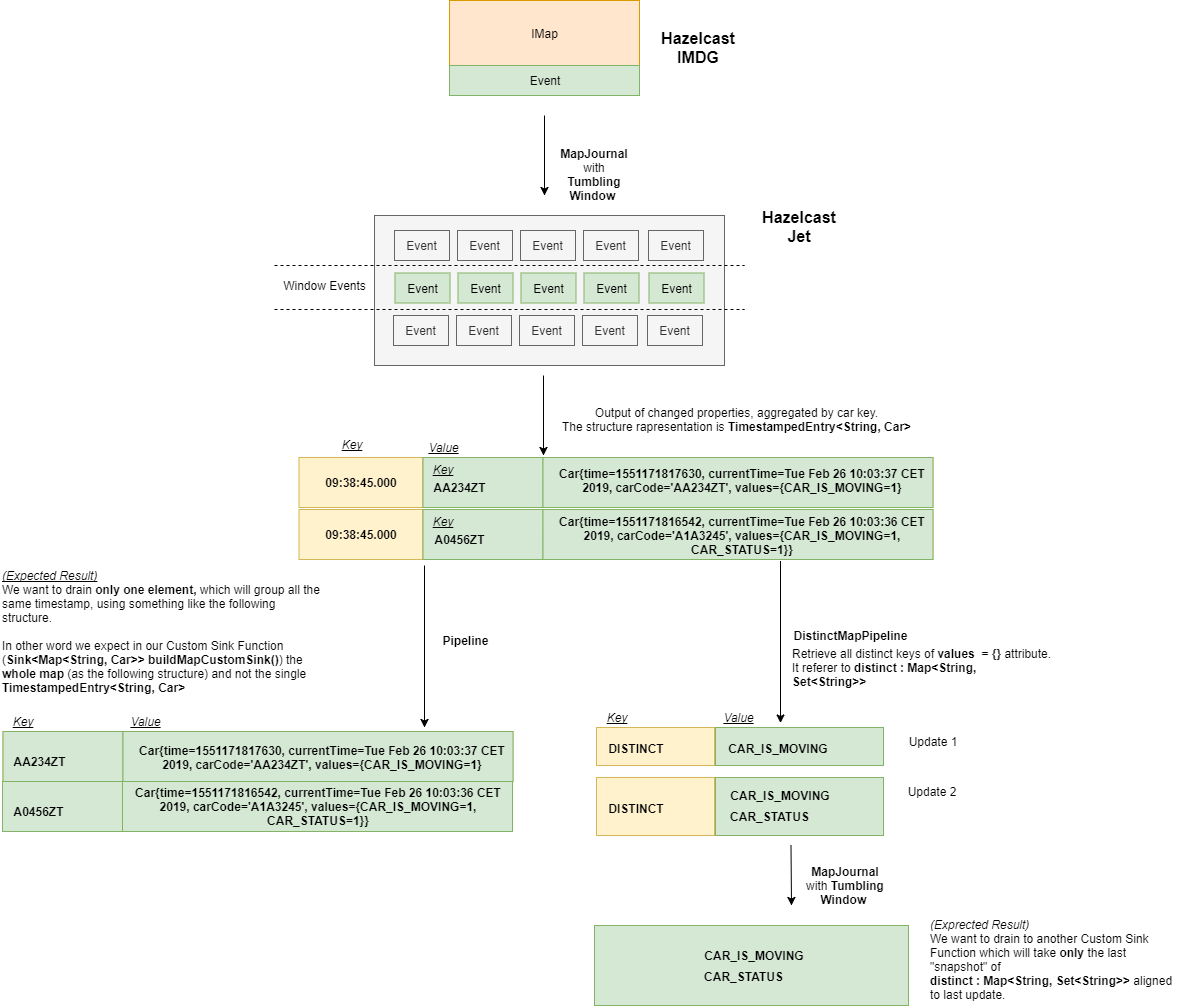 IMap
Hazelcast
IMDG
Event
MapJournal
with
Tumbling
Window
Hazelcast
Jet
Event Event Event Event Event
Window Events
Event Event Event Event Event
Event Event Event Event Event
Output of changed properties, aggregated by car key.
The structure rapresentation is TimestampedEntry<String, Car>
Key Value
09:38:45.000
Key
AA234ZT
Car{time=1551171817630, currentTime=Tue Feb 26 10:03:37 CET
2019, carCode='AA234ZT', values={CAR_IS_MOVING=1}
09:38:45.000
Key
A0456ZT
Car{time=1551171816542, currentTime=Tue Feb 26 10:03:36 CET
2019, carCode='A1A3245', values={CAR_IS_MOVING=1,
CAR_STATUS=1}}
(Expected Result)
We want to drain only one element, which will group all the
same timestamp, using something like the following
structure.
In other word we expect in our Custom Sink Function
(Sink<Map<String, Car>> buildMapCustomSink()) the
whole map (as the following structure) and not the single
TimestampedEntry<String, Car>
Pipeline
DistinctMapPipeline
Retrieve all distinct keys of values = {} attribute.
It referer to distinct : Map<String,
Set<String>>
Key Value
AA234ZT
Car{time=1551171817630, currentTime=Tue Feb 26 10:03:37 CET
2019, carCode='AA234ZT', values={CAR_IS_MOVING=1}
A0456ZT
Car{time=1551171816542, currentTime=Tue Feb 26 10:03:36 CET
2019, carCode='A1A3245', values={CAR_IS_MOVING=1,
CAR_STATUS=1}}
Key Value
DISTINCT CAR_IS_MOVING Update 1
DISTINCT
CAR_IS_MOVING
CAR_STATUS
Update 2
MapJournal
with Tumbling
Window
CAR_IS_MOVING
CAR_STATUS
(Exprected Result)
We want to drain to another Custom Sink
Function which will take only the last
"snapshot" of
distinct : Map<String, Set<String>> aligned
to last update.